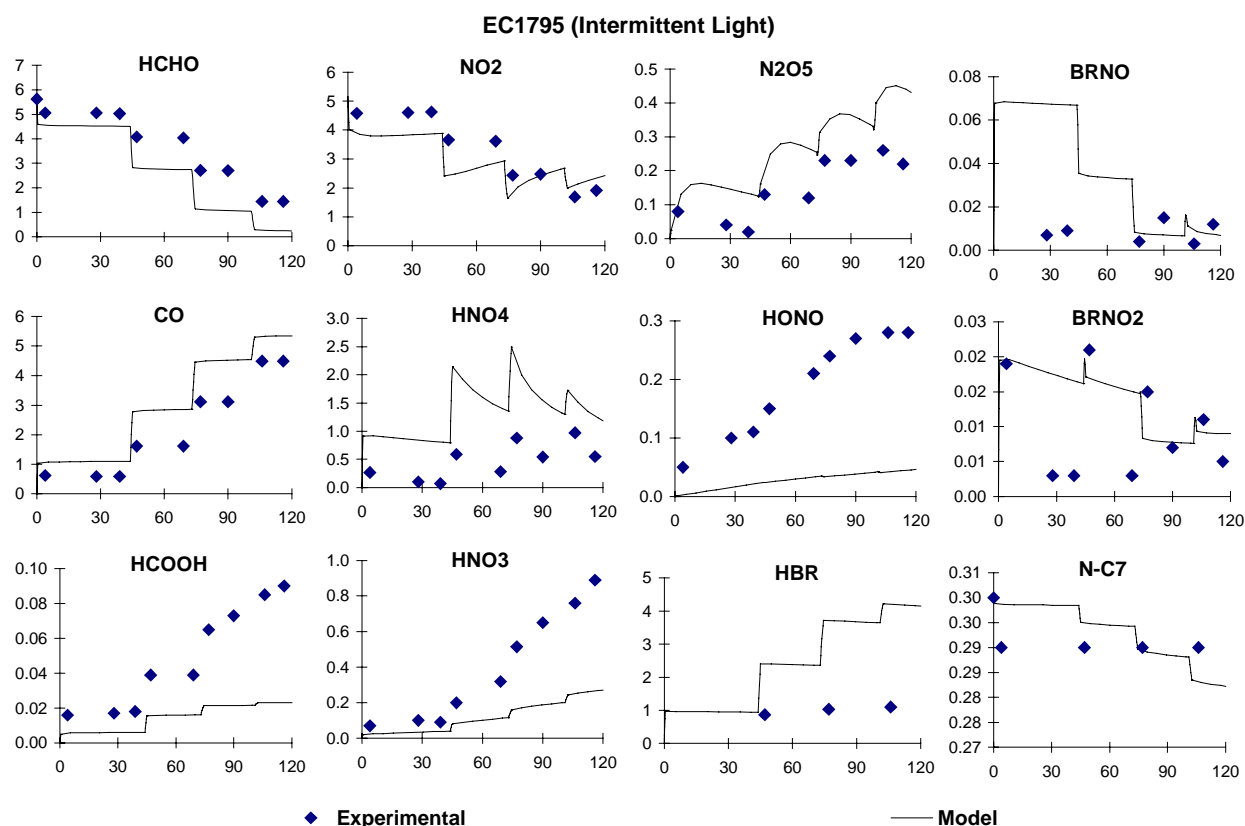 EC1795 (Intermittent Light)
HCHO
7
6
5
4
3
2
1
0
0 30 60 90 120
NO2
6
5
4
3
2
1
0
0 30 60 90 120
N2O5
0.5
0.4
0.3
0.2
0.1
0.0
0 30 60 90 120
BRNO
0.08
0.06
0.04
0.02
0.00
0 30 60 90 120
CO
6
5
4
3
2
1
0
0 30 60 90 120
HNO4
3.0
2.5
2.0
1.5
1.0
0.5
0.0
0 30 60 90 120
HONO
0.3
0.2
0.1
0.0
0 30 60 90 120
BRNO2
0.03
0.02
0.02
0.01
0.01
0.00
0 30 60 90 120
HCOOH
0.10
0.08
0.06
0.04
0.02
0.00
0 30 60 90 120
HNO3
1.0
0.8
0.6
0.4
0.2
0.0
0 30 60 90 120
HBR
5
4
3
2
1
0
0 30 60 90 120
N-C7
0.31
0.30
0.30
0.29
0.29
0.28
0.28
0.27
0 30 60 90 120
Experimental
Model